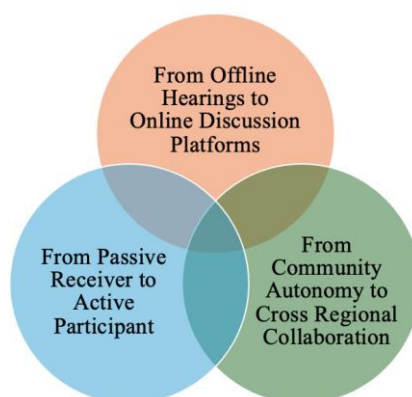 From Offline
Hearings to
Online Discussion
Platforms
From Passive
Receiver to
Active
Participant
From
Community
Autonomy to
Cross Regional
Collaboration